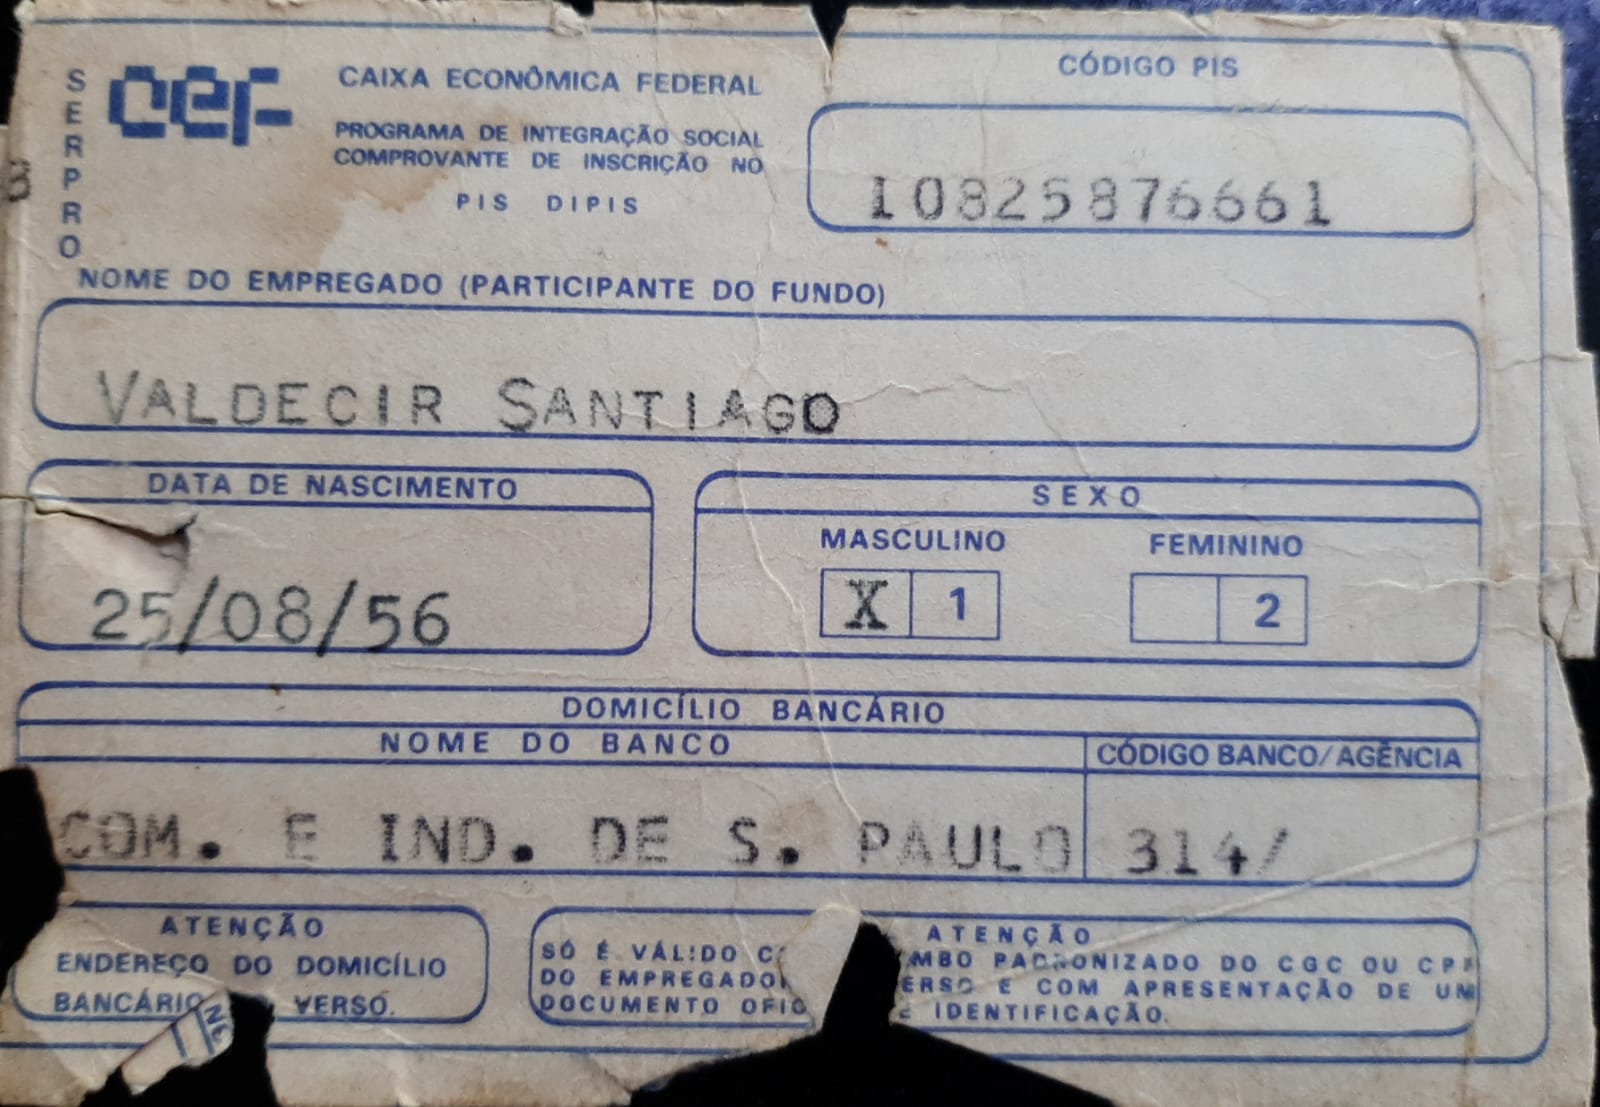 SERPRO
CEF
CAIXA ECONÔMICA FEDERAL
PROGRAMA DE INTEGRAÇÃO SOCIAL
COMPROVANTE DE INSCRIÇÃO NO
PIS DIPIS
CÓDIGO PIS
10825876661
NOME DO EMPREGADO (PARTICIPANTE DO FUNDO)
VALDECIR SANTIAGO
DATA DE NASCIMENTO
25/08/56
SEXO
MASCULINO FEMININO
X 1 2
DOMICÍLIO BANCÁRIO
NOME DO BANCO CÓDIGO BANCO/AGÊNCIA
COM. E IND. DE S. PAULO 314/
ATENÇÃO
ENDEREÇO DO DOMICÍLIO
BANCÁRIO VERSO.
ATENÇÃO
SÓ É VÁLIDO PADRONIZADO DO CGC OU
DO EMPREGADOR E COM APRESENTAÇÃO DE UM
DOCUMENTO IDENTIFICAÇÃO.